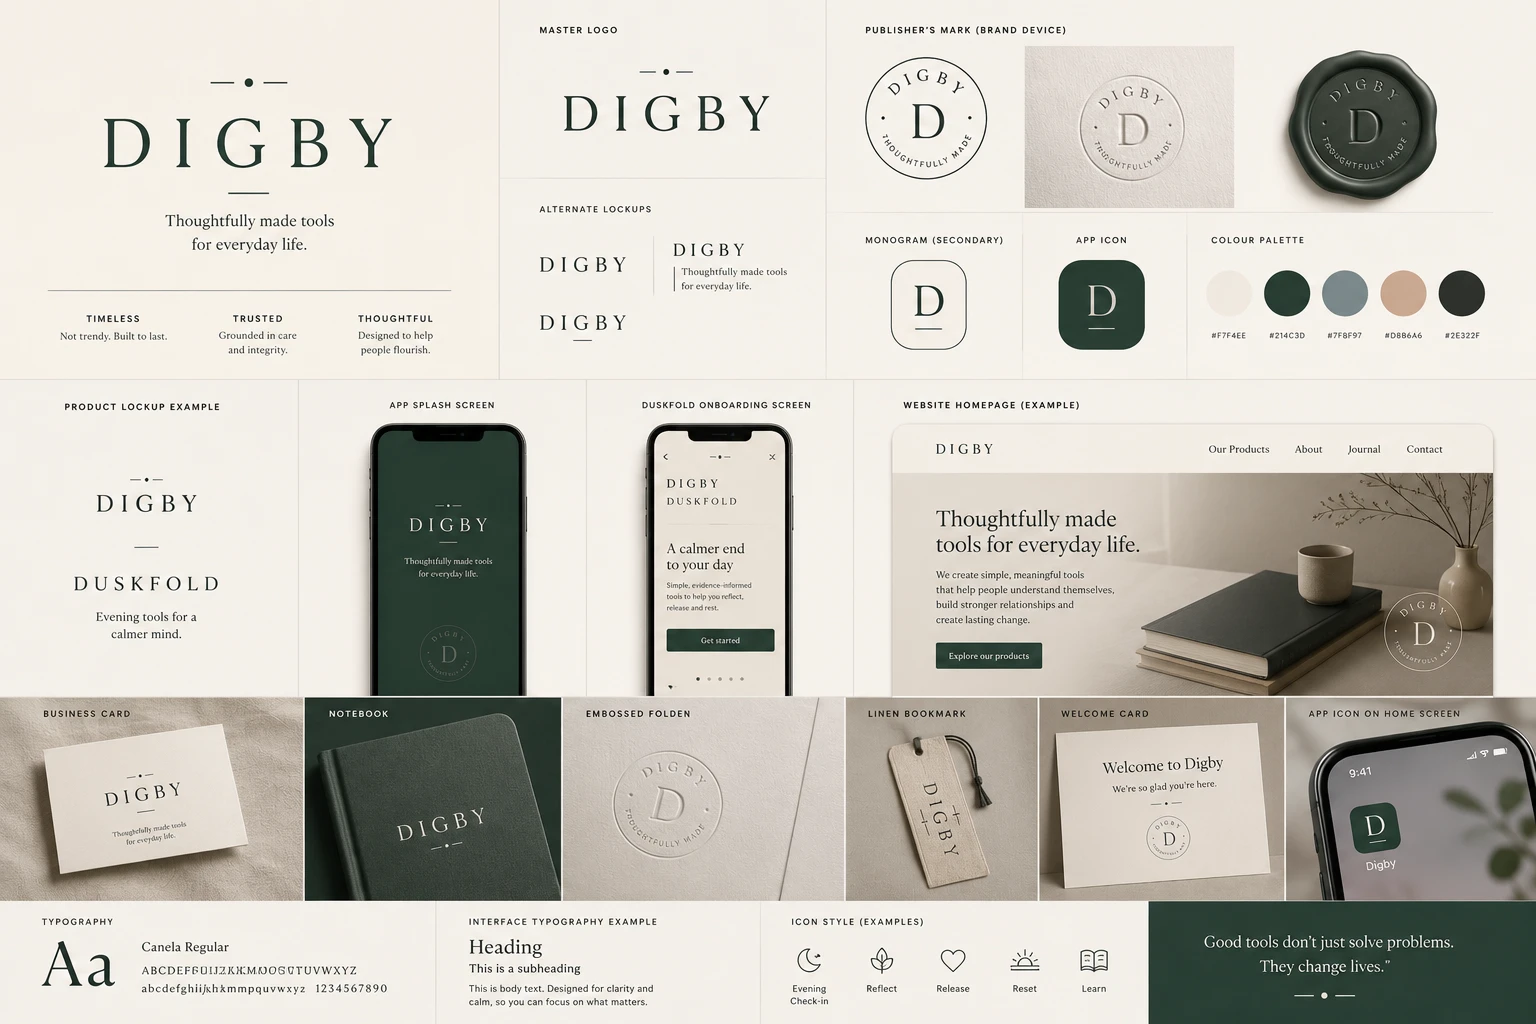 DIGBY
Thoughtfully made tools
for everyday life.
TIMELESS
Not trendy. Built to last.
TRUSTED
Grounded in care
and integrity.
THOUGHTFUL
Designed to help
people flourish.
MASTER LOGO
DIGBY
ALTERNATE LOCKUPS
DIGBY
DIGBY
Thoughtfully made tools
for everyday life.
DIGBY
PUBLISHER'S MARK (BRAND DEVICE)
DIGBY
D
THOUGHTFULLY MADE
DIGBY
D
THOUGHTFULLY MADE
DIGBY
D
THOUGHTFULLY MADE
MONOGRAM (SECONDARY)
D
APP ICON
D
COLOUR PALETTE
#F7F4EE
#214C3D
#7F8F97
#D8B6A6
#2E322F
PRODUCT LOCKUP EXAMPLE
DIGBY
DUSKFOLD
Evening tools for a
calmer mind.
APP SPLASH SCREEN
DIGBY
Thoughtfully made tools
for everyday life.
DIGBY
D
DUSKFOLD ONBOARDING SCREEN
DIGBY
DUSKFOLD
A calmer end
to your day
Simple, evidence-informed
tools to help you reflect,
release and rest.
Get started
WEBSITE HOMEPAGE (EXAMPLE)
DIGBY
Our Products
About
Journal
Contact
Thoughtfully made
tools for everyday life.
We create simple, meaningful tools
that help people understand themselves,
build stronger relationships and
create lasting change.
Explore our products
DIGBY
D
BUSINESS CARD
DIGBY
Thoughtfully made tools
for everyday life.
NOTEBOOK
DIGBY
EMBOSSED FOLDEN
DIGBY
D
THOUGHTFULLY MADE
LINEN BOOKMARK
DIGBY
WELCOME CARD
Welcome to Digby
We're so glad you're here.
DIGBY
D
APP ICON ON HOME SCREEN
9:41
D
Digby
TYPOGRAPHY
Aa
Canela Regular
1234567890
INTERFACE TYPOGRAPHY EXAMPLE
Heading
This is a subheading
This is body text. Designed for clarity and
calm, so you can focus on what matters.
ICON STYLE (EXAMPLES)
Evening
Check-in
Reflect
Release
Reset
Learn
Good tools don't just solve problems.
They change lives."